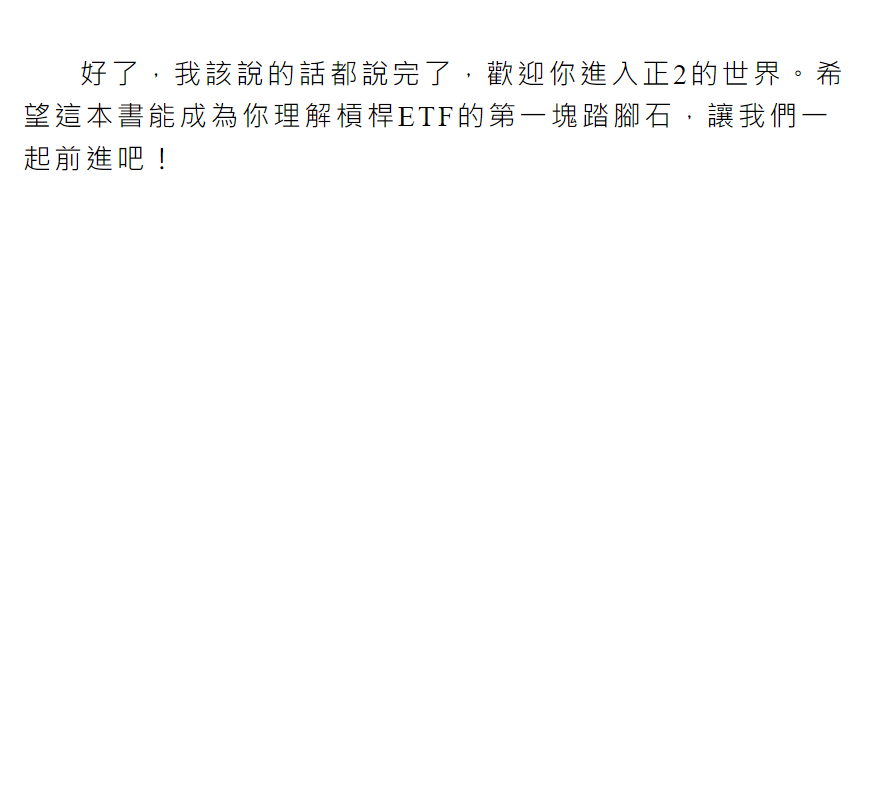 好了，我該說的話都說完了，歡迎你進入正2的世界。希
望這本書能成為你理解槓桿ETF的第一塊踏腳石，讓我們一
起前進吧！